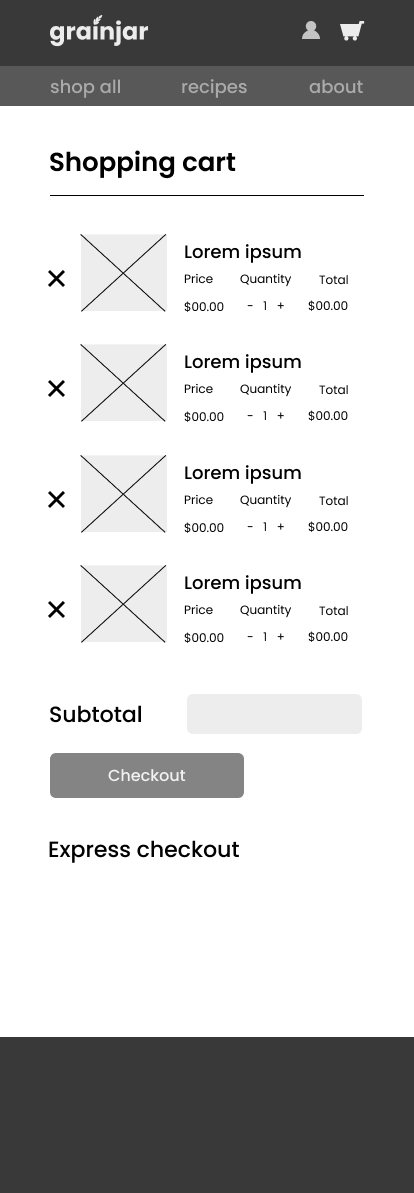 grainjar
shop all recipes about
Shopping cart
Lorem ipsum
Price Quantity Total
$00.00 - 1 + $00.00
Lorem ipsum
Price Quantity Total
$00.00 - 1 + $00.00
Lorem ipsum
Price Quantity Total
$00.00 - 1 + $00.00
Lorem ipsum
Price Quantity Total
$00.00 - 1 + $00.00
Subtotal
Checkout
Express checkout